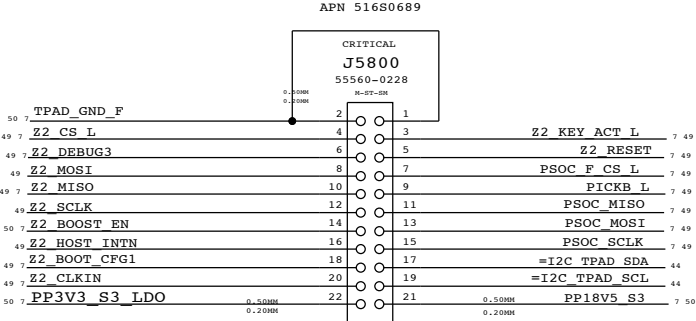 APN 516S0689
CRITICAL
J5800
55560-0228
M-ST-SM
0.50MM
0.20MM
50 7 TPAD_GND_F 2 1
49 7 Z2_CS_L 4 3 Z2_KEY_ACT_L 7 49
49 7 Z2_DEBUG3 6 5 Z2_RESET 7 49
49 7 Z2_MOSI 8 7 PSOC_F_CS_L 7 49
49 7 Z2_MISO 10 9 PICKB_L 7 49
49 Z2_SCLK 12 11 PSOC_MISO 7 49
50 7 Z2_BOOST_EN 14 13 PSOC_MOSI 7 49
49 Z2_HOST_INTN 16 15 PSOC_SCLK 7 49
49 7 Z2_BOOT_CFG1 18 17 =I2C_TPAD_SDA 44
49 7 Z2_CLKIN 20 19 =I2C_TPAD_SCL 44
50 7 PP3V3_S3_LDO 0.50MM 22 21 0.50MM PP18V5_S3 7 50
0.20MM 0.20MM